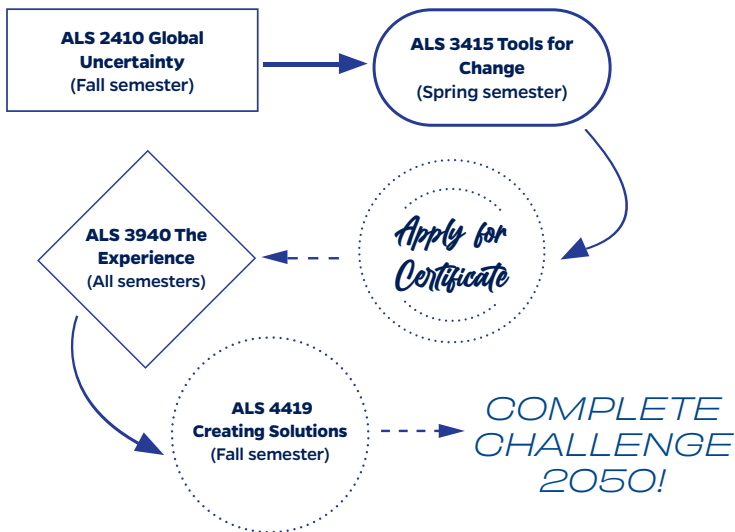 ALS 2410 Global
Uncertainty
(Fall semester)
ALS 3415 Tools for
Change
(Spring semester)
Apply for
Certificate
ALS 3940 The
Experience
(All semesters)
ALS 4419
Creating Solutions
(Fall semester)
COMPLETE
CHALLENGE
2050!